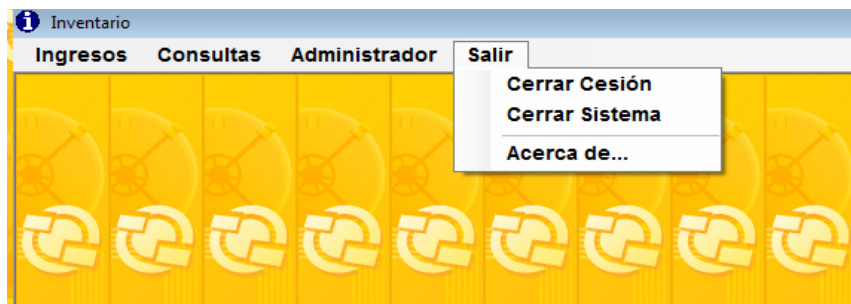 Inventario
Ingresos Consultas Administrador Salir
Cerrar Cesión
Cerrar Sistema
Acerca de...